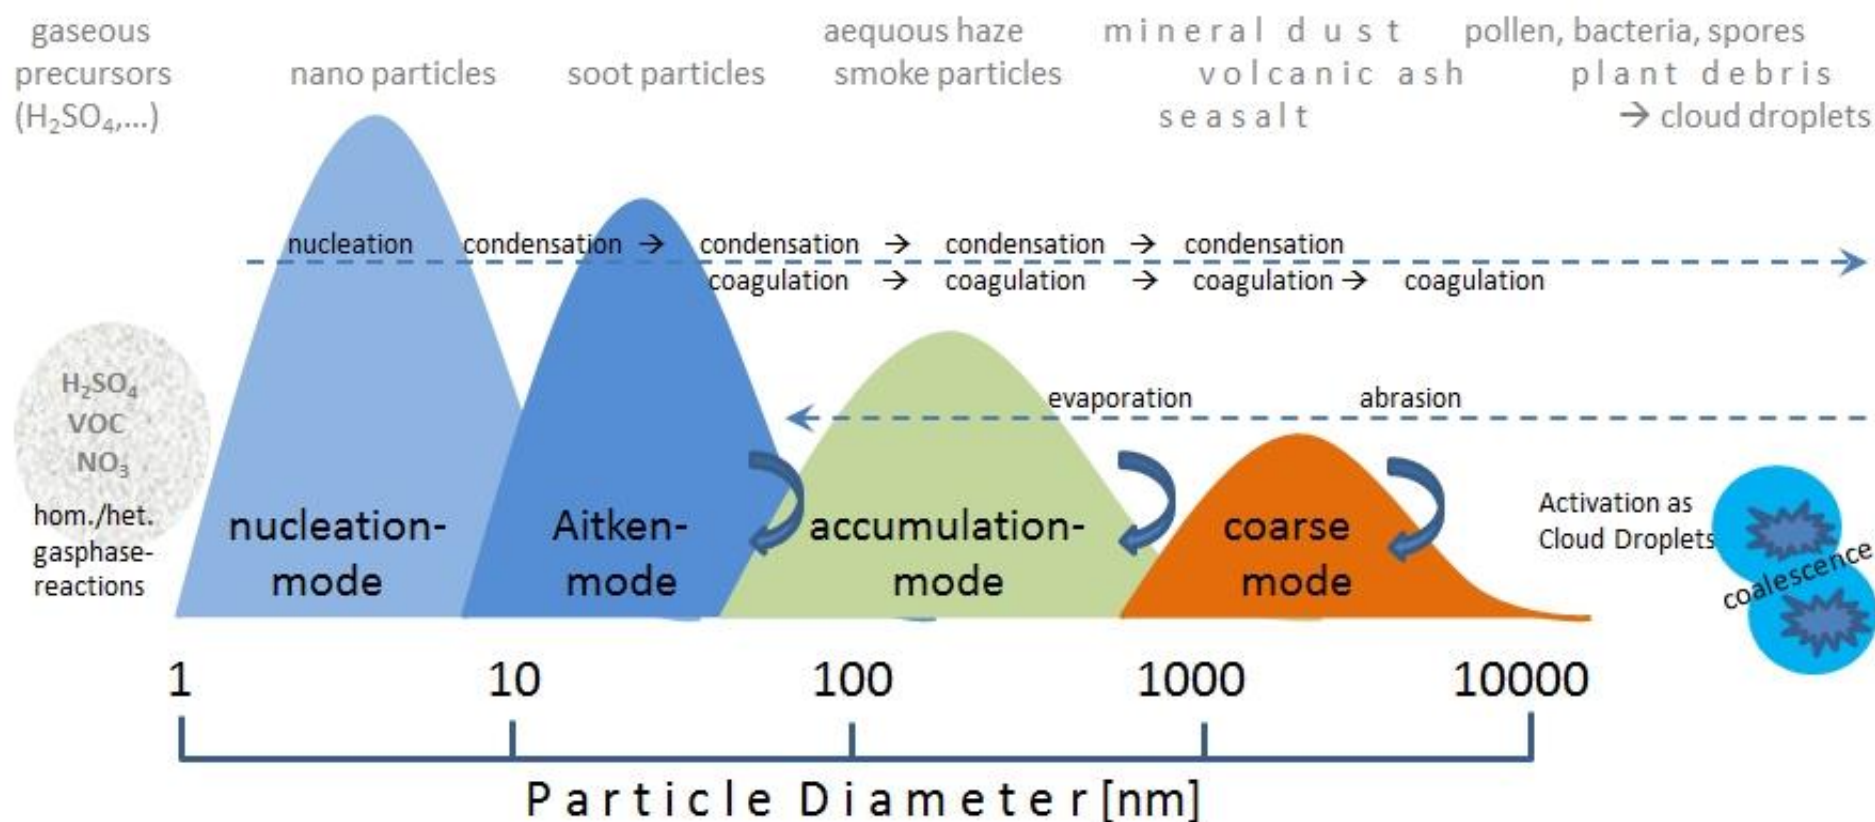 gaseous
precursors
(H₂SO₄,...)
nano particles
soot particles
aequous haze
smoke particles
mineral dust
volcanic ash
seasalt
pollen, bacteria, spores
plant debris
→ cloud droplets
nucleation condensation → condensation → condensation → condensation
coagulation → coagulation → coagulation → coagulation
evaporation abrasion
H₂SO₄
VOC
NO₃
hom./het.
gasphase-
reactions
nucleation-
mode
Aitken-
mode
accumulation-
mode
coarse
mode
Activation as
Cloud Droplets
coalescence
1 10 100 1000 10000
Particle Diameter [nm]